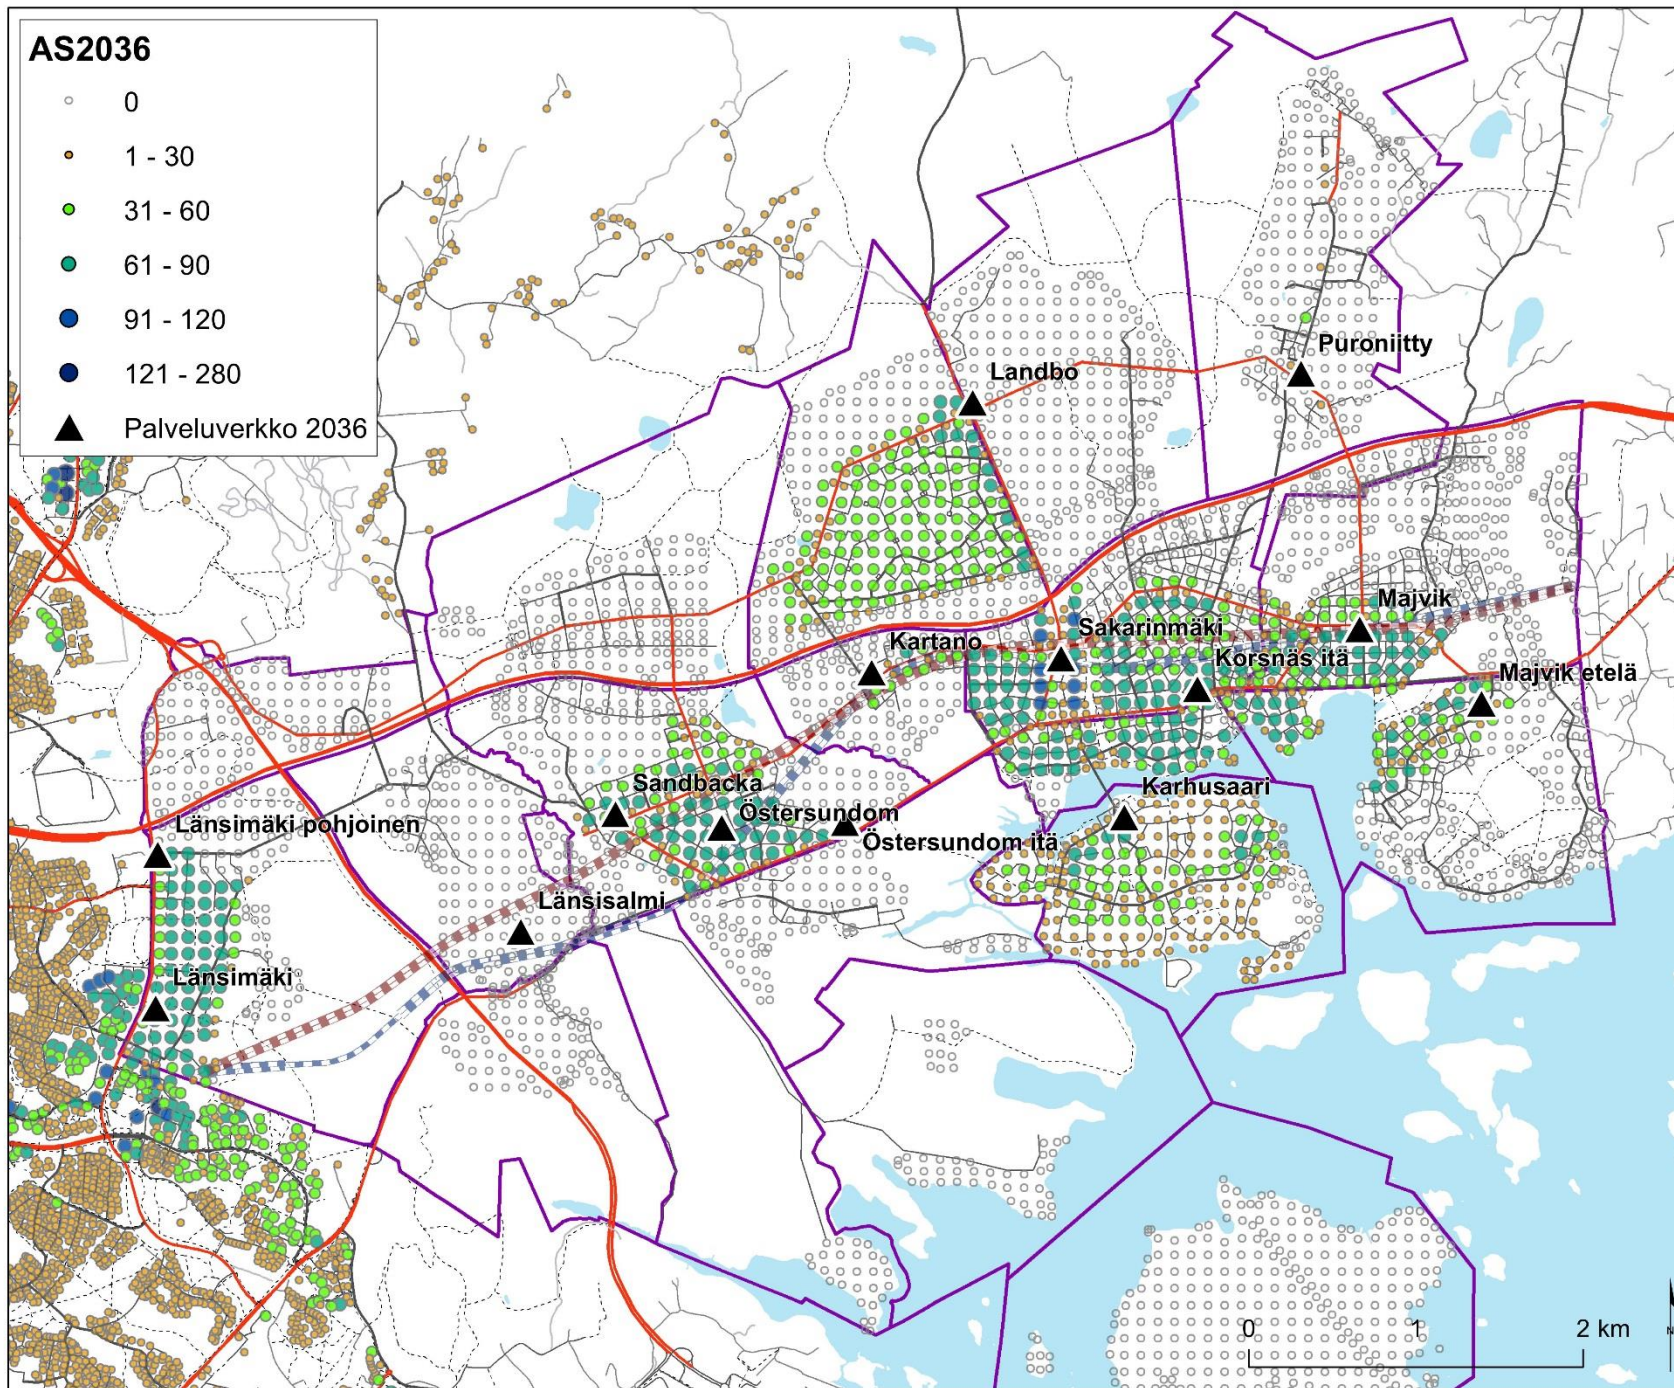 AS2036
0
1 - 30
31 - 60
61 - 90
91 - 120
121 - 280
Palveluverkko 2036
Puroniitty
Landbo
Majvik
Sakarinmäki
Kartano
Korsnäs itä
Majvik etelä
Sandbacka
Karhusaari
Östersundom
Länsimäki pohjoinen
Östersundom itä
Länsisalmi
Länsimäki
0 1 2 km
N